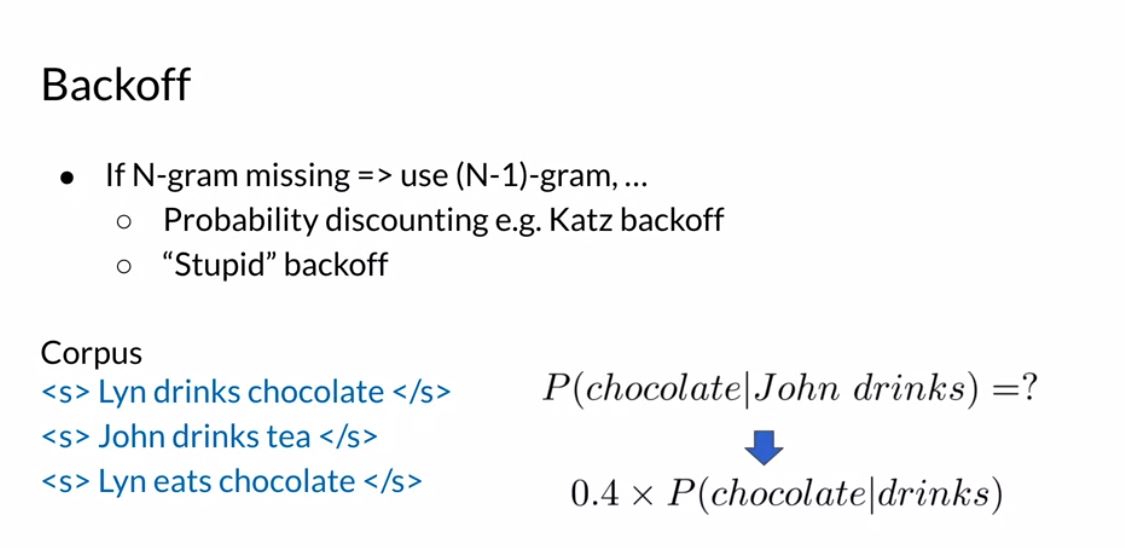 Backoff
● If N-gram missing => use (N-1)-gram, …
○ Probability discounting e.g. Katz backoff
○ “Stupid” backoff
Corpus
<s> Lyn drinks chocolate </s>
<s> John drinks tea </s>
<s> Lyn eats chocolate </s>
P(chocolate|John drinks) =?
0.4 × P(chocolate|drinks)